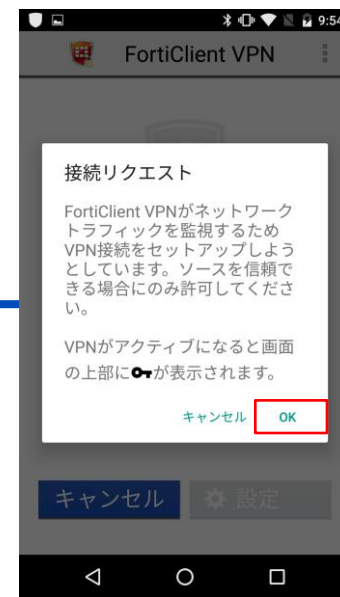 9:54
FortiClient VPN
接続リクエスト
FortiClient VPNがネットワーク
トラフィックを監視するため
VPN接続をセットアップしよう
としています。ソースを信頼で
きる場合にのみ許可してくださ
い。
VPNがアクティブになると画面
の上部にが表示されます。
キャンセル OK
キャンセル 設定